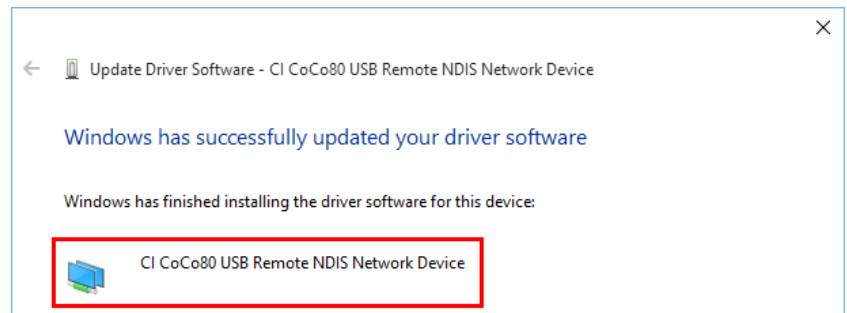 Update Driver Software - CI CoCo80 USB Remote NDIS Network Device
Windows has successfully updated your driver software
Windows has finished installing the driver software for this device:
CI CoCo80 USB Remote NDIS Network Device